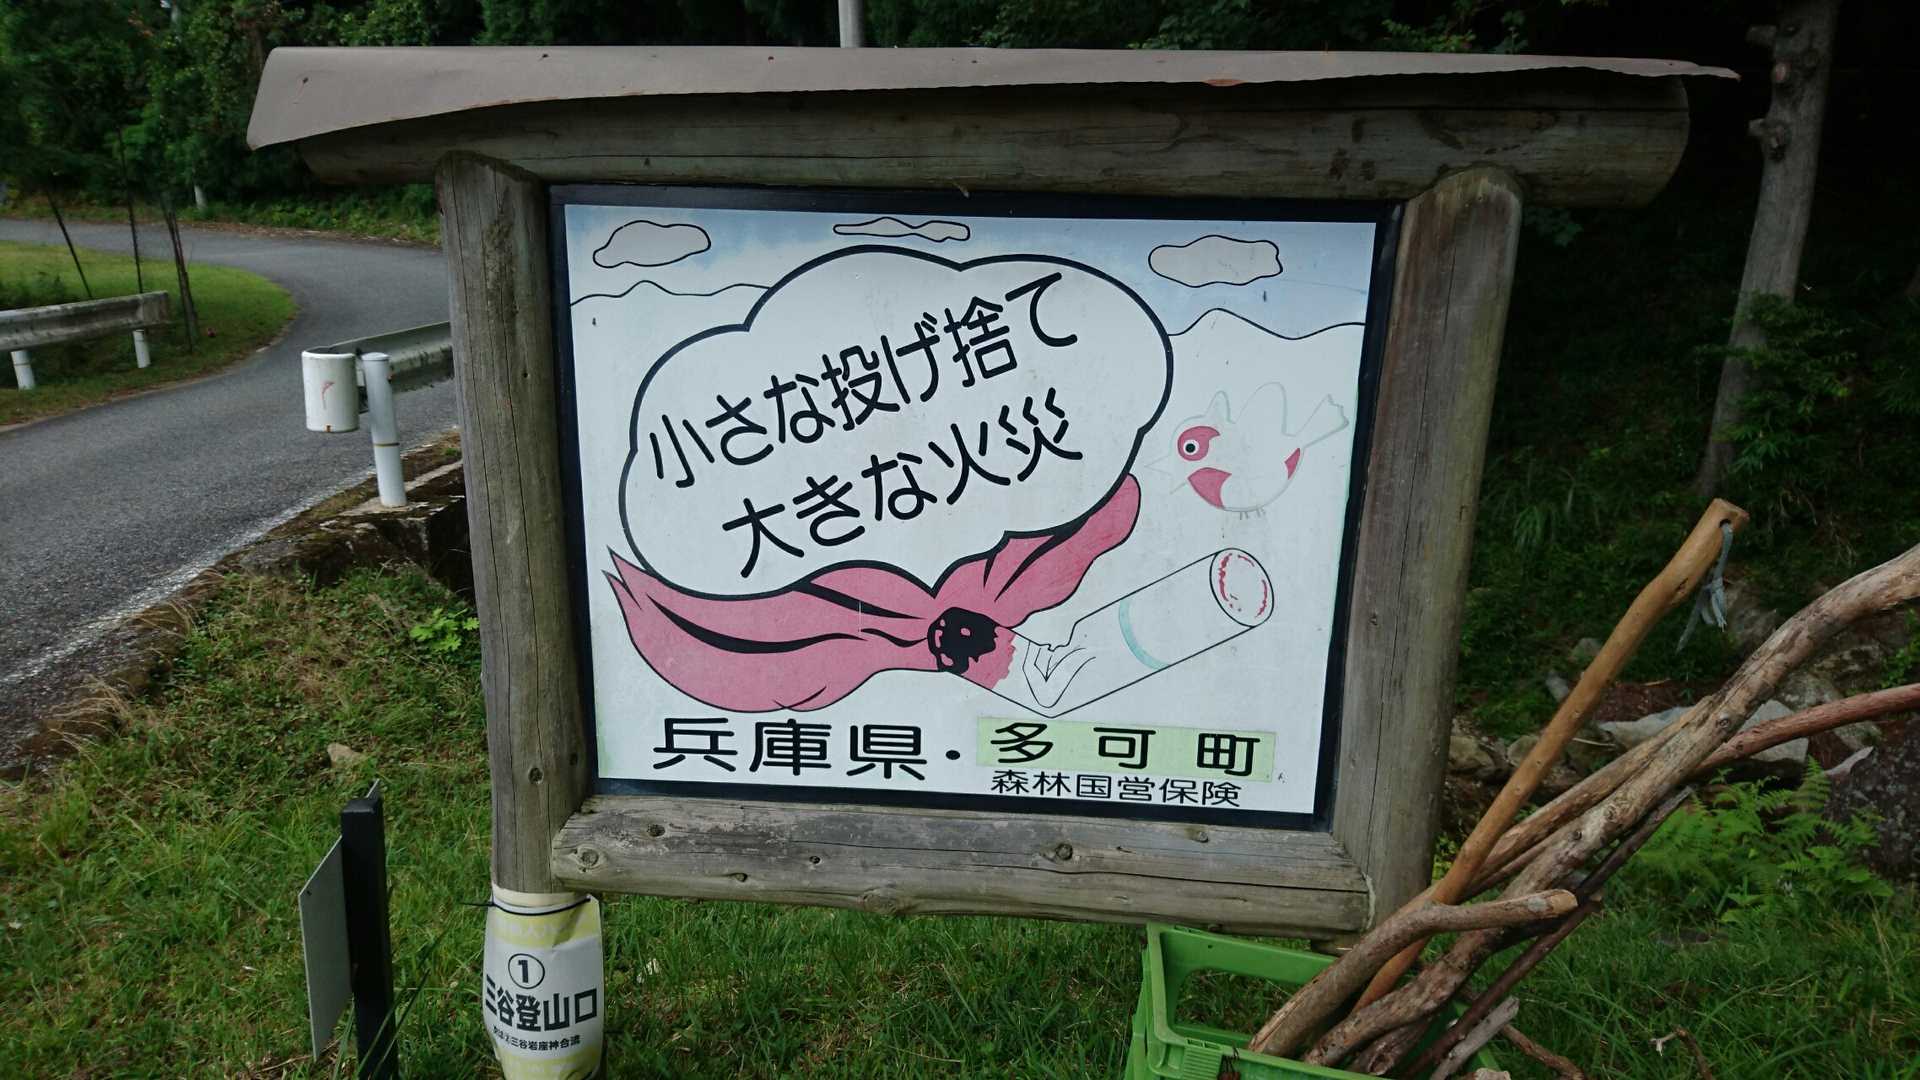 小さな投げ捨て
大きな火災
兵庫県・多可町
森林国営保険
①
三谷登山口